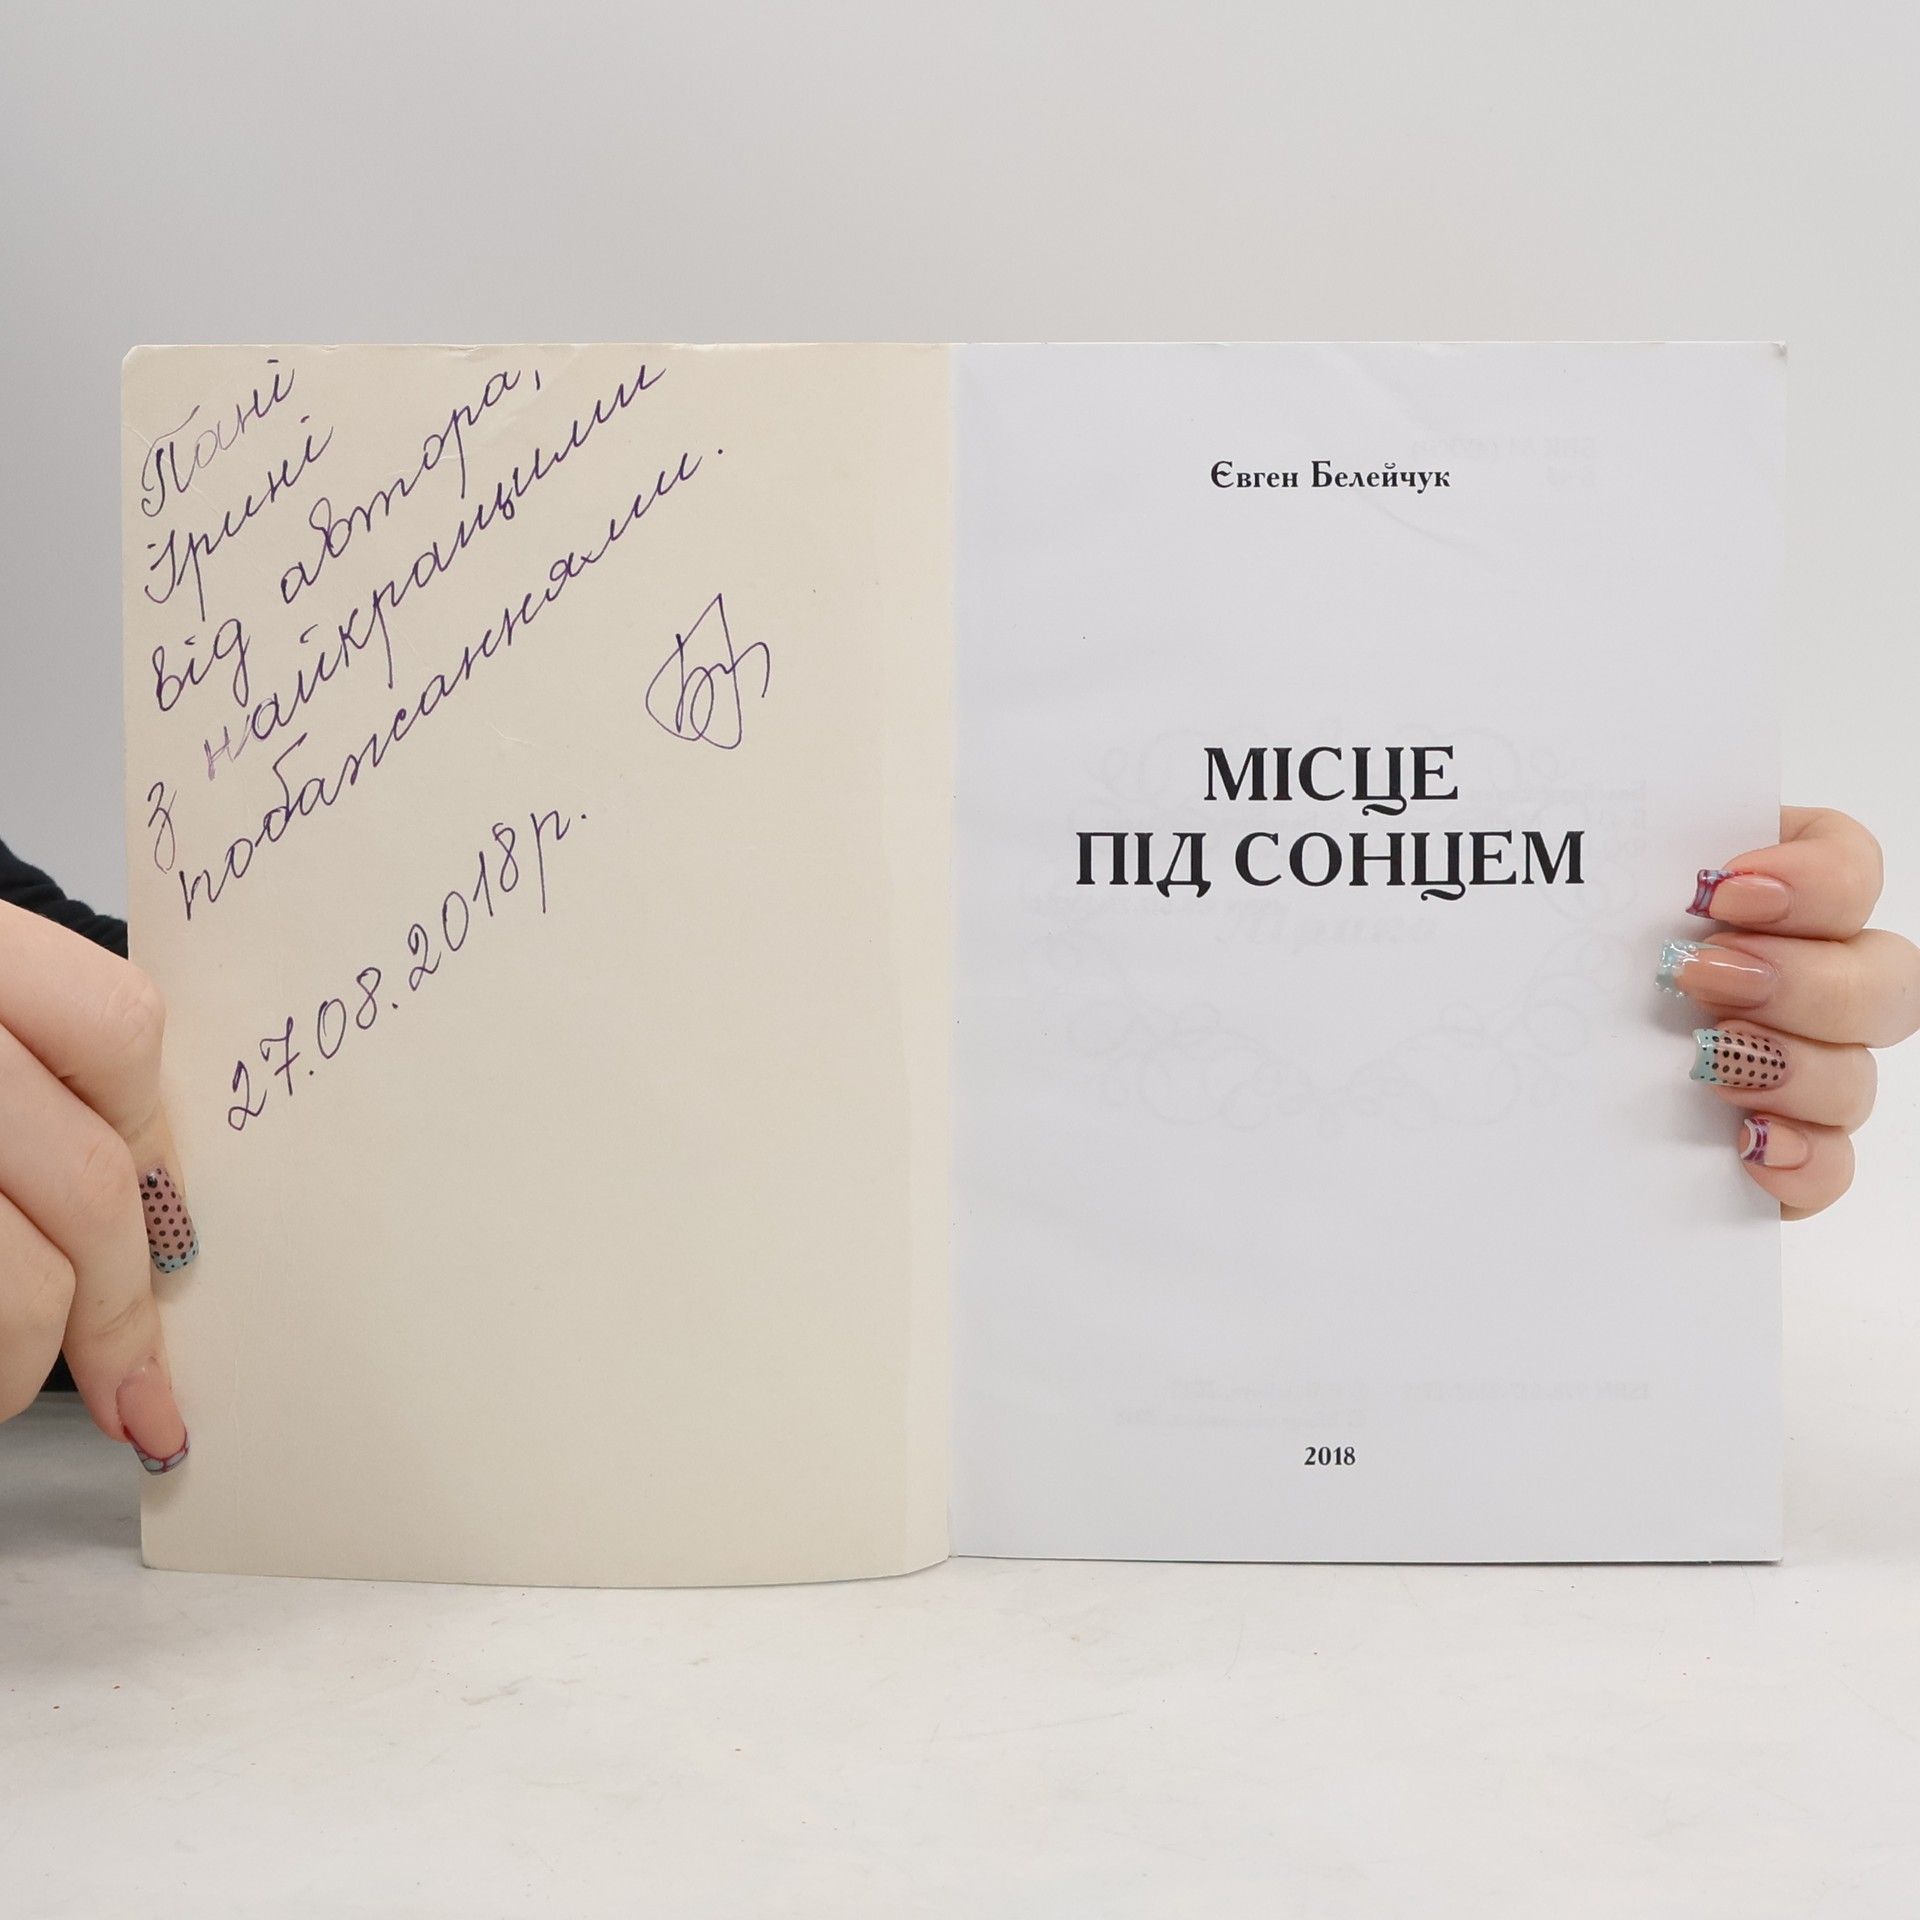 Пані
Ірині
від автора,
з найкращими
побажаннями.
27.08.2018р.
Євген Белейчук
МІСЦЕ
ПІД СОНЦЕМ
2018